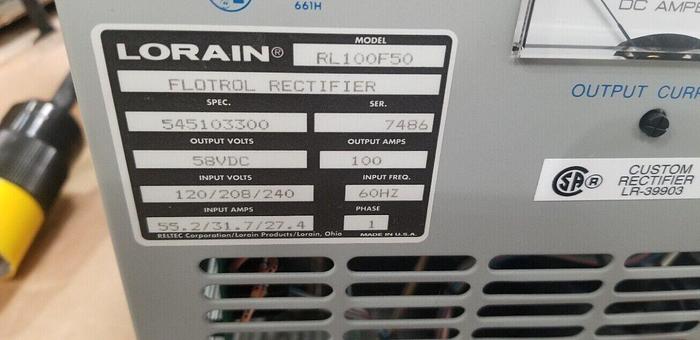 661H
DC AMPE
MODEL
LORAIN® RL100F50
FLOTROL RECTIFIER
SPEC. SER.
545103300 7486
OUTPUT VOLTS OUTPUT AMPS
58VDC 100
INPUT VOLTS INPUT FREQ.
120/208/240 60HZ
INPUT AMPS PHASE
55.2/31.7/27.4 1
RELTEC Corporation/Lorain Products/Lorain, Ohio MADE IN U.S.A.
OUTPUT CURR
SA®
CUSTOM
RECTIFIER
LR-39903